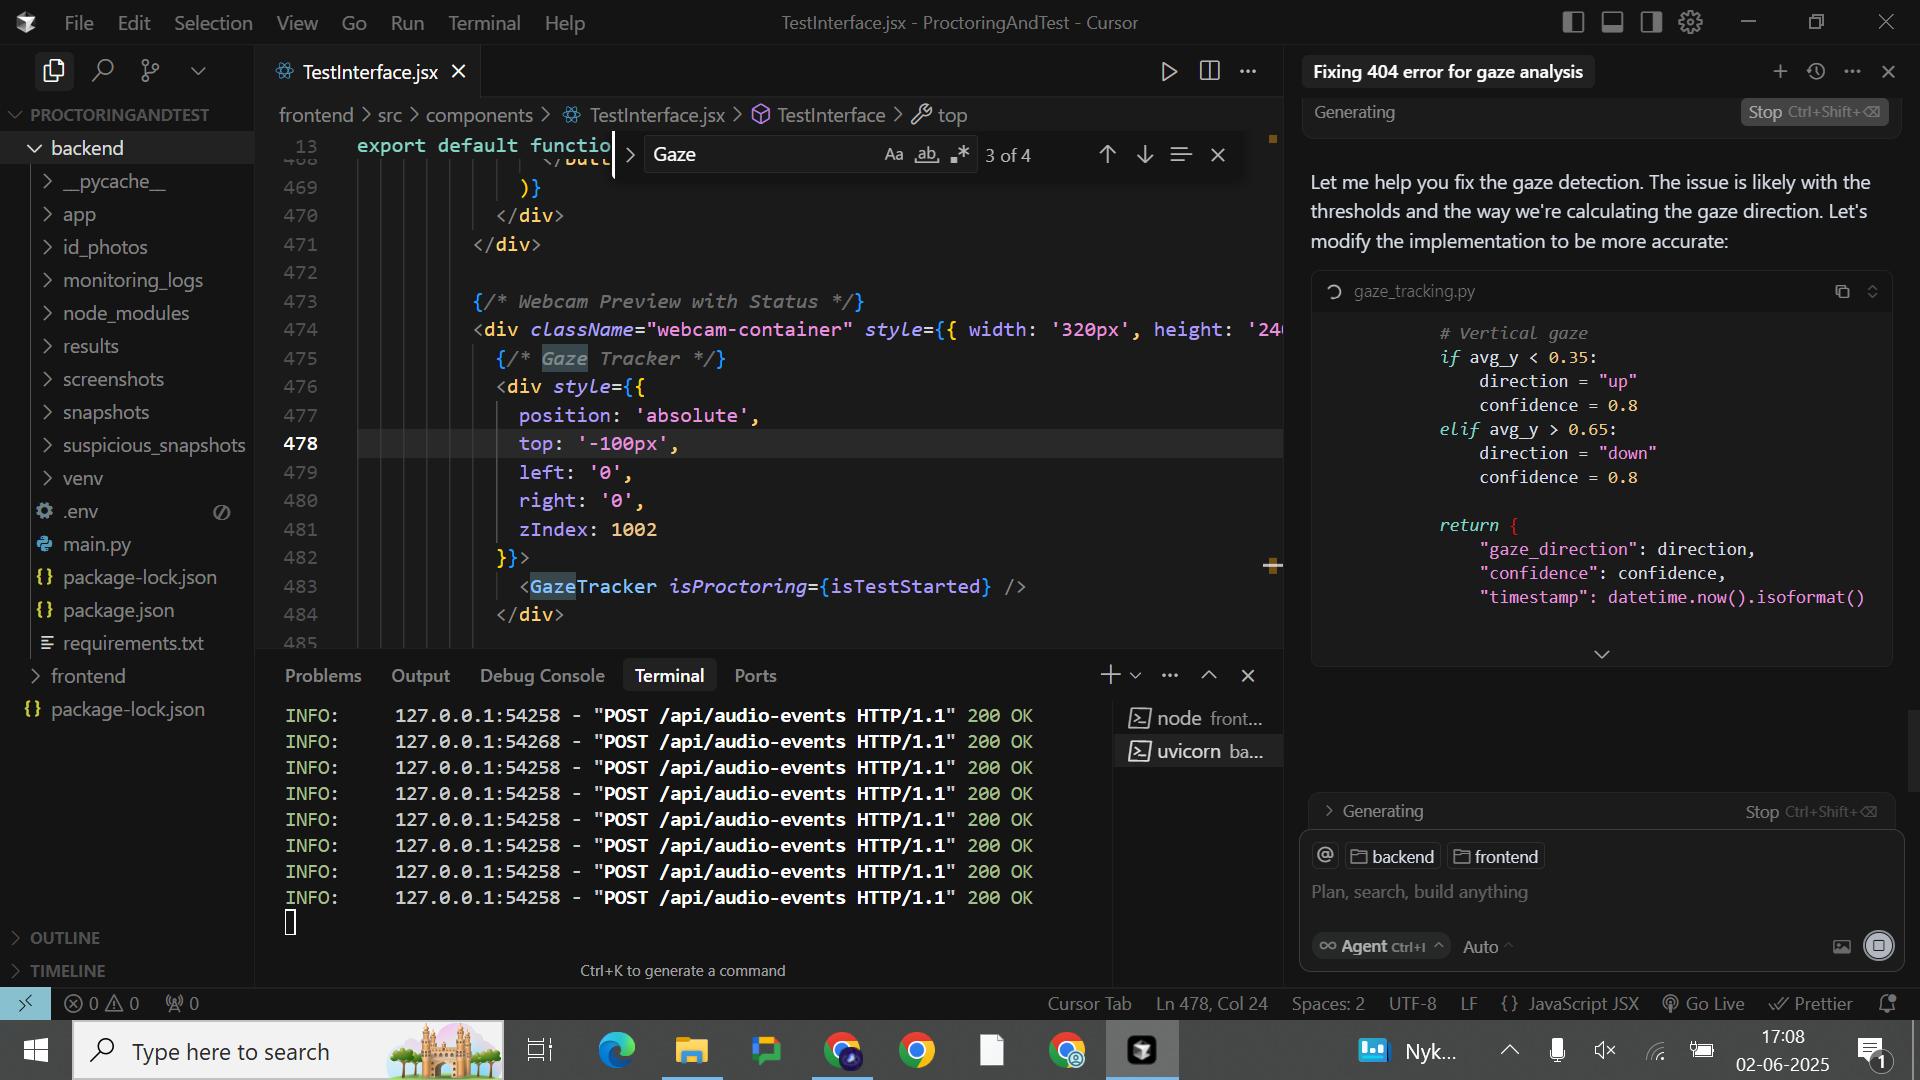 File Edit Selection View Go Run Terminal Help
TestInterface.jsx - ProctoringAndTest - Cursor
PROCTORINGANDTEST
backend
__pycache__
app
id_photos
monitoring_logs
node_modules
results
screenshots
snapshots
suspicious_snapshots
venv
.env
main.py
package-lock.json
package.json
requirements.txt
frontend
package-lock.json
OUTLINE
TIMELINE
TestInterface.jsx
frontend > src > components > TestInterface.jsx > TestInterface > top
Gaze
Aa ab 3 of 4
13 export default functio
468 </butt
469 )}
470 </div>
471 </div>
472
473 {/* Webcam Preview with Status */}
474 <div className="webcam-container" style={{ width: '320px', height: '240
475 {/* Gaze Tracker */}
476 <div style={{
477 position: 'absolute',
478 top: '-100px',
479 left: '0',
480 right: '0',
481 zIndex: 1002
482 }}>
483 <GazeTracker isProctoring={isTestStarted} />
484 </div>
485
Problems Output Debug Console Terminal Ports
INFO: 127.0.0.1:54258 - "POST /api/audio-events HTTP/1.1" 200 OK
INFO: 127.0.0.1:54268 - "POST /api/audio-events HTTP/1.1" 200 OK
INFO: 127.0.0.1:54258 - "POST /api/audio-events HTTP/1.1" 200 OK
INFO: 127.0.0.1:54258 - "POST /api/audio-events HTTP/1.1" 200 OK
INFO: 127.0.0.1:54258 - "POST /api/audio-events HTTP/1.1" 200 OK
INFO: 127.0.0.1:54258 - "POST /api/audio-events HTTP/1.1" 200 OK
INFO: 127.0.0.1:54258 - "POST /api/audio-events HTTP/1.1" 200 OK
INFO: 127.0.0.1:54258 - "POST /api/audio-events HTTP/1.1" 200 OK
Ctrl+K to generate a command
node front...
uvicorn ba...
Fixing 404 error for gaze analysis
Generating
Stop Ctrl+Shift+⌫
Let me help you fix the gaze detection. The issue is likely with the
thresholds and the way we're calculating the gaze direction. Let's
modify the implementation to be more accurate:
gaze_tracking.py
# Vertical gaze
if avg_y < 0.35:
direction = "up"
confidence = 0.8
elif avg_y > 0.65:
direction = "down"
confidence = 0.8
return {
"gaze_direction": direction,
"confidence": confidence,
"timestamp": datetime.now().isoformat()
Generating
Stop Ctrl+Shift+⌫
@ backend frontend
Plan, search, build anything
∞ Agent Ctrl+I Auto
0 0 0
Cursor Tab Ln 478, Col 24 Spaces: 2 UTF-8 LF {} JavaScript JSX Go Live Prettier
Type here to search
Nyk...
17:08
02-06-2025
1